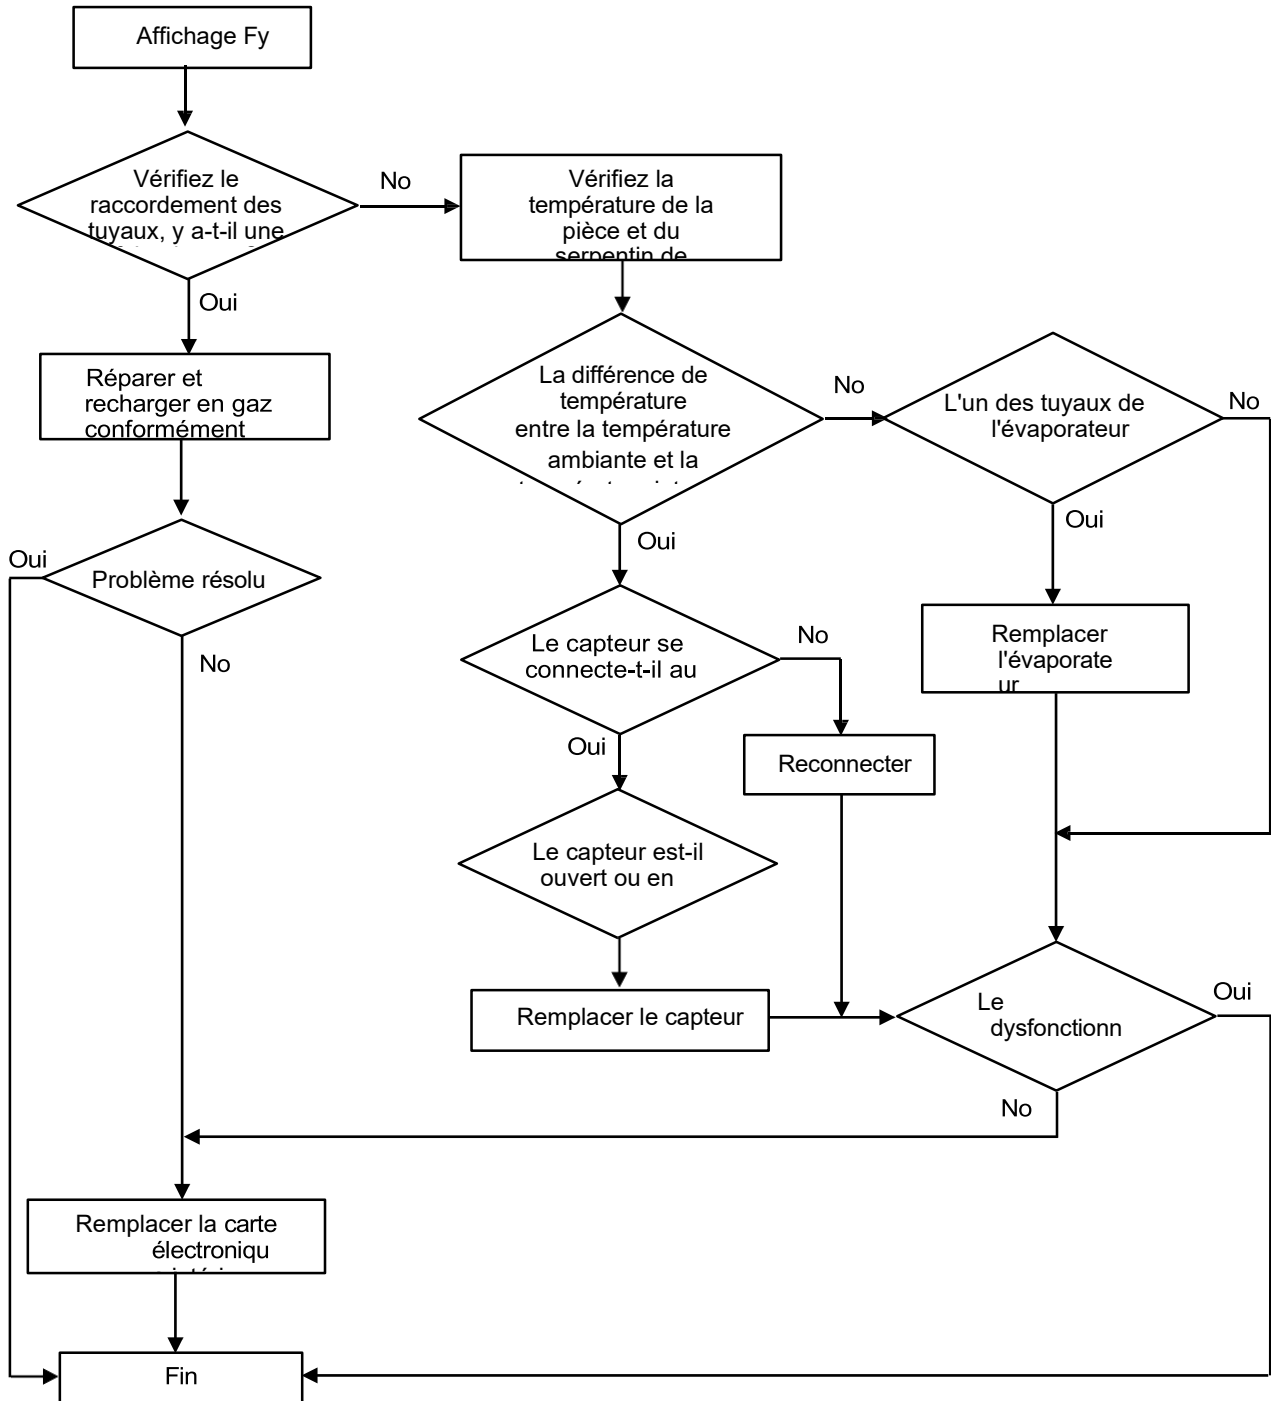 Affichage Fy
Vérifiez le
raccordement des
tuyaux, y a-t-il une
No
Vérifiez la
température de la
pièce et du
serpentin de
Oui
Réparer et
recharger en gaz
conformément
La différence de
température
entre la température
ambiante et la
No
L'un des tuyaux de
l'évaporateur
No
Oui
Oui
Oui
Problème résolu
No
Le capteur se
connecte-t-il au
No
Remplacer
l'évaporate
ur
Oui
Reconnecter
Le capteur est-il
ouvert ou en
Remplacer le capteur
Le
dysfonctionn
Oui
No
Remplacer la carte
électroniqu
Fin